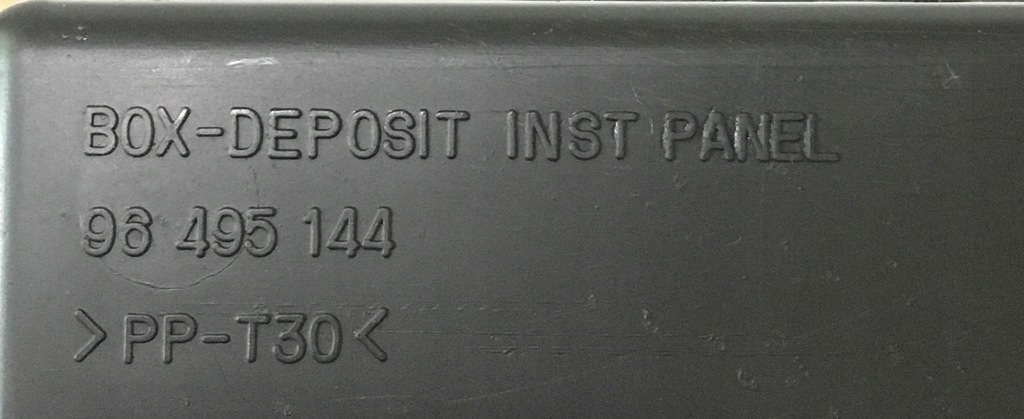 BOX-DEPOSIT INST PANEL
96 495 144
>PP-T30<